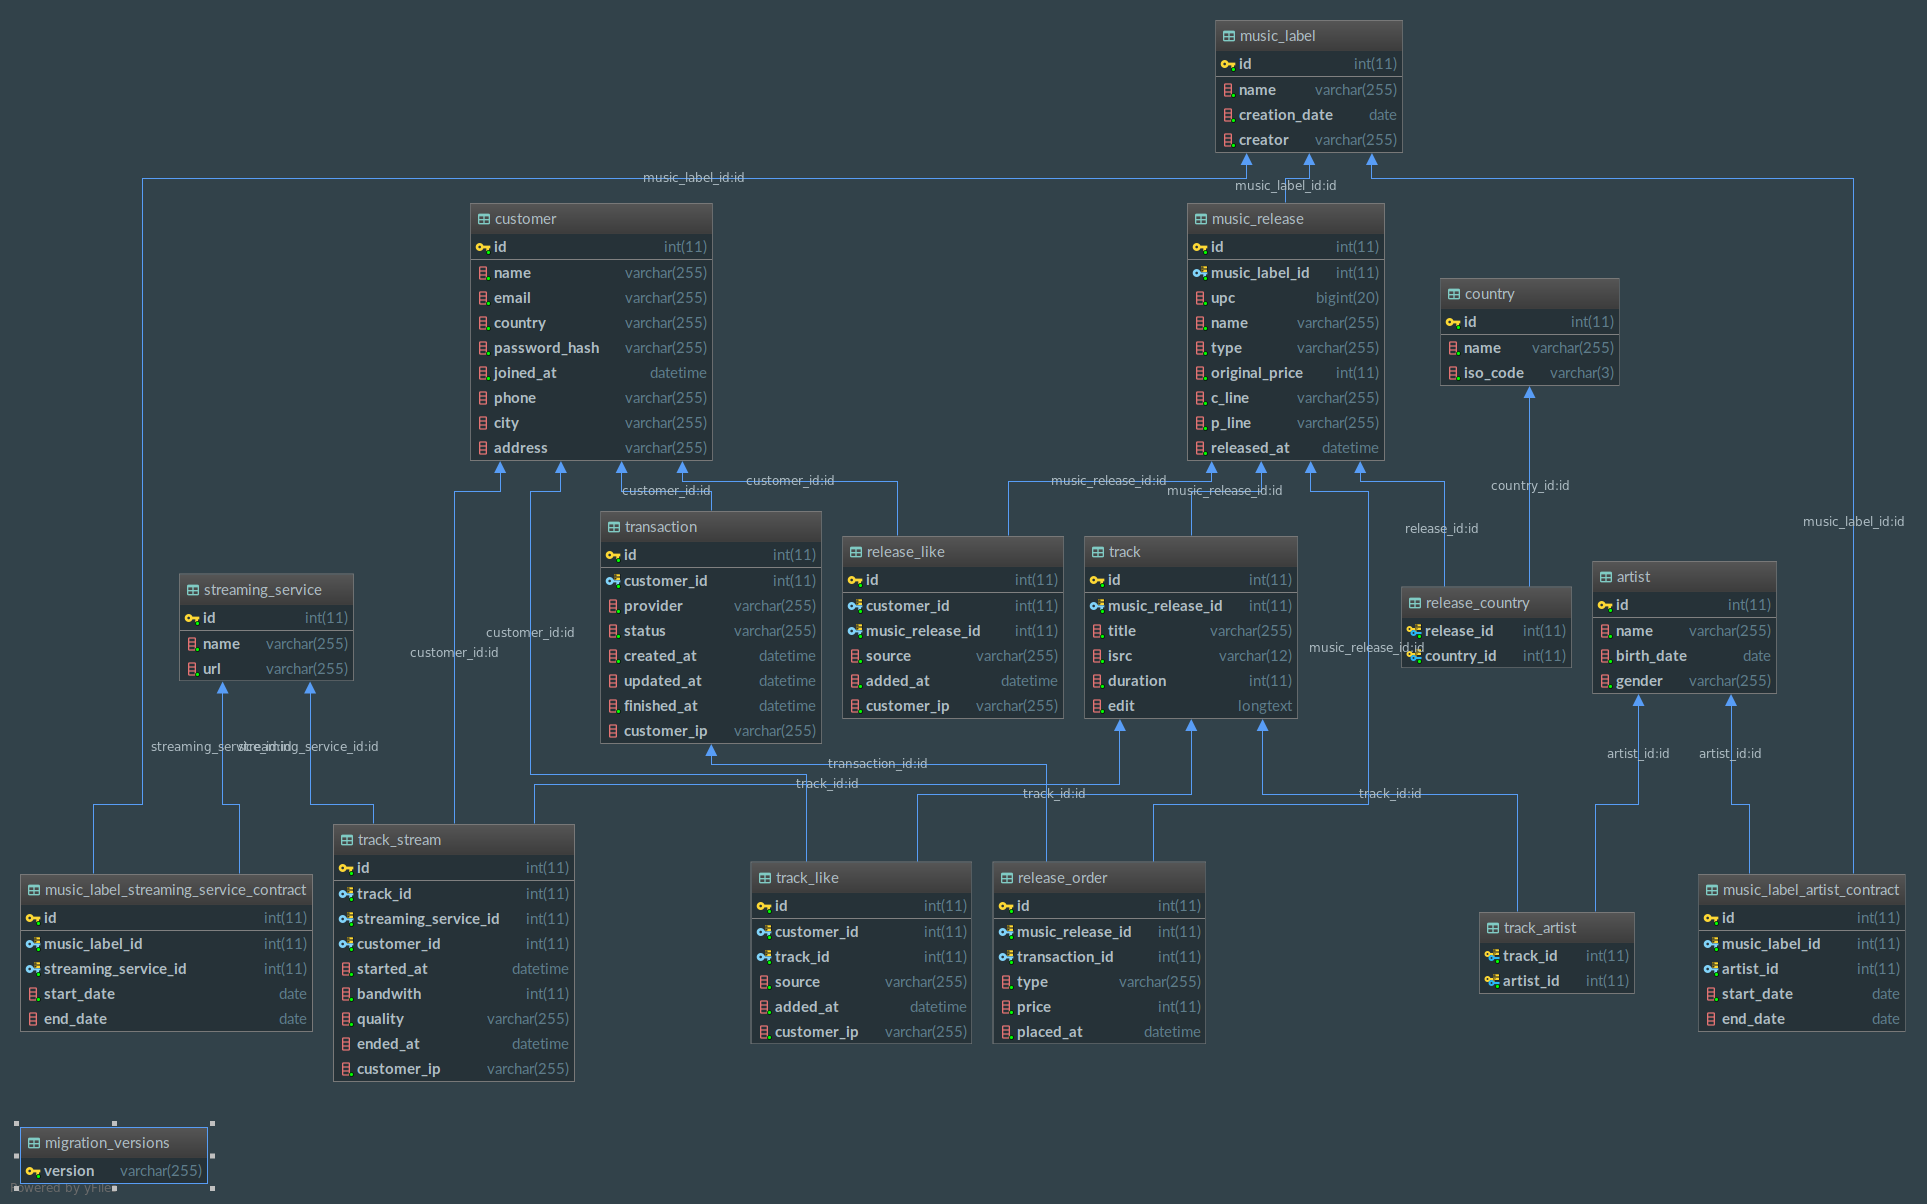 music_label
id int(11)
name varchar(255)
creation_date date
creator varchar(255)
music_label_id:id
music_label_id:id
customer
id int(11)
name varchar(255)
email varchar(255)
country varchar(255)
password_hash varchar(255)
joined_at datetime
phone varchar(255)
city varchar(255)
address varchar(255)
music_release
id int(11)
music_label_id int(11)
upc bigint(20)
name varchar(255)
type varchar(255)
original_price int(11)
c_line varchar(255)
p_line varchar(255)
released_at datetime
country
id int(11)
name varchar(255)
iso_code varchar(3)
customer_id:id
customer_id:id
music_release_id:id
music_release_id:id
country_id:id
release_id:id
music_label_id:id
transaction
id int(11)
customer_id int(11)
provider varchar(255)
status varchar(255)
created_at datetime
updated_at datetime
finished_at datetime
customer_ip varchar(255)
release_like
id int(11)
customer_id int(11)
music_release_id int(11)
source varchar(255)
added_at datetime
customer_ip varchar(255)
track
id int(11)
music_release_id int(11)
title varchar(255)
isrc varchar(12)
duration int(11)
edit longtext
release_country
release_id int(11)
country_id int(11)
artist
id int(11)
name varchar(255)
birth_date date
gender varchar(255)
streaming_service
id int(11)
name varchar(255)
url varchar(255)
customer_id:id
customer_id:id
music_release_id:id
streaming_service_id:id
streaming_service_id:id
transaction_id:id
track_id:id
track_id:id
track_id:id
artist_id:id
artist_id:id
music_label_streaming_service_contract
id int(11)
music_label_id int(11)
streaming_service_id int(11)
start_date date
end_date date
track_stream
id int(11)
track_id int(11)
streaming_service_id int(11)
customer_id int(11)
started_at datetime
bandwith int(11)
quality varchar(255)
ended_at datetime
customer_ip varchar(255)
track_like
id int(11)
customer_id int(11)
track_id int(11)
source varchar(255)
added_at datetime
customer_ip varchar(255)
release_order
id int(11)
music_release_id int(11)
transaction_id int(11)
type varchar(255)
price int(11)
placed_at datetime
track_artist
track_id int(11)
artist_id int(11)
music_label_artist_contract
id int(11)
music_label_id int(11)
artist_id int(11)
start_date date
end_date date
migration_versions
version varchar(255)
Powered by yFiles